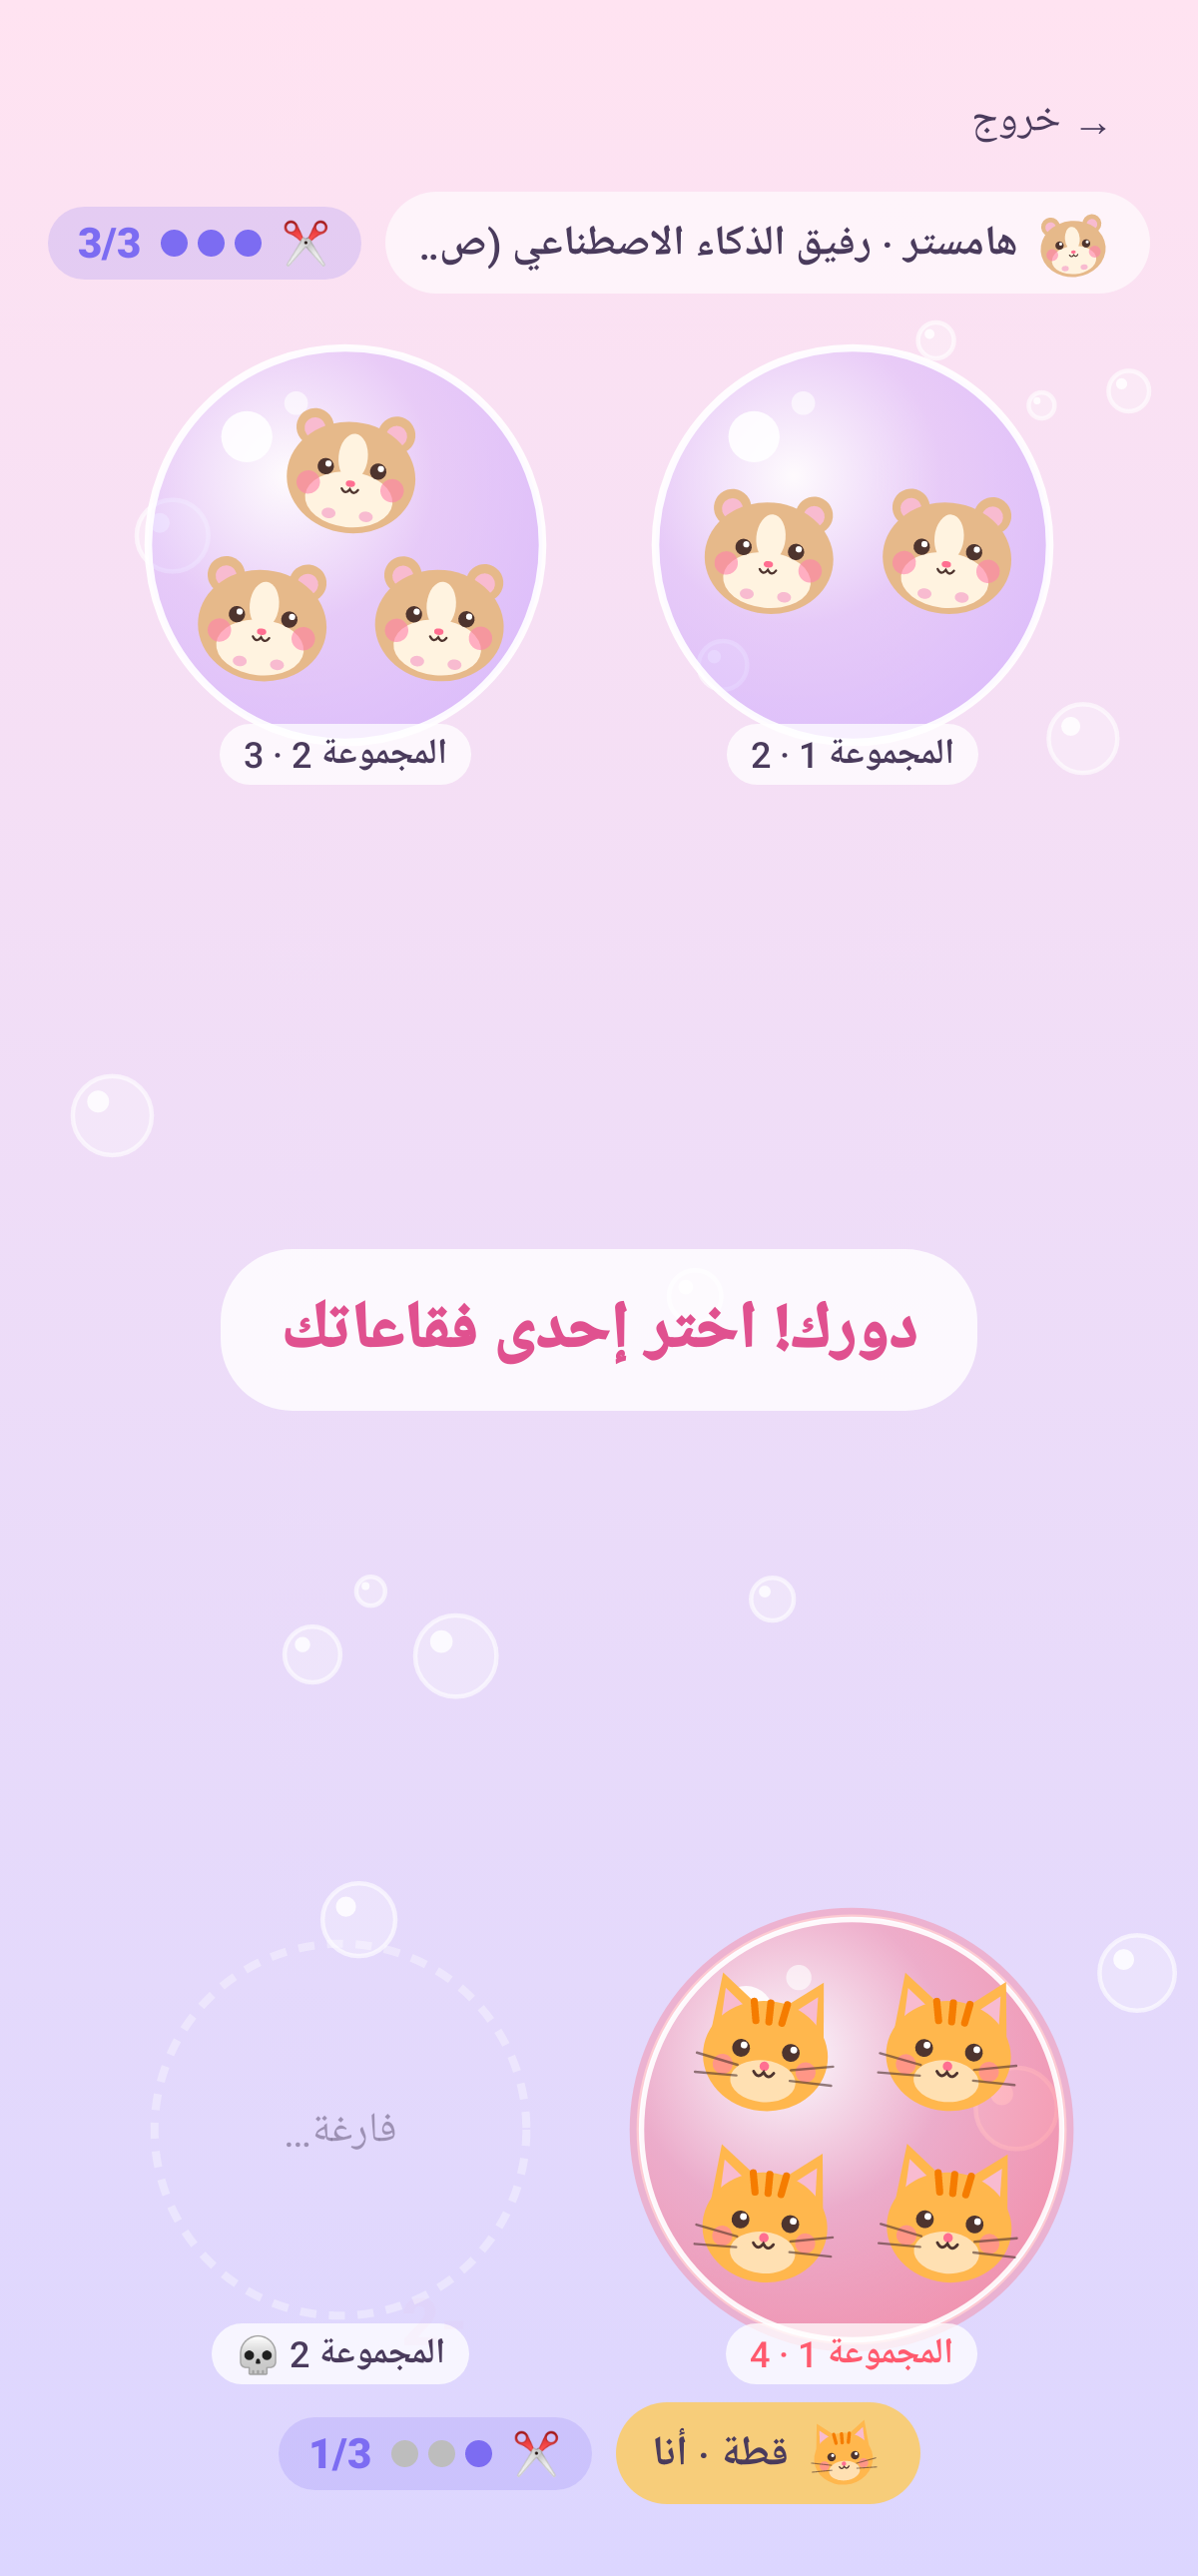 → خروج
هامستر · رفيق الذكاء الاصطناعي (ص..
3/3
المجموعة 1 · 2
المجموعة 2 · 3
دورك! اختر إحدى فقاعاتك
فارغة...
المجموعة 1 · 4
المجموعة 2
قطة · أنا
1/3